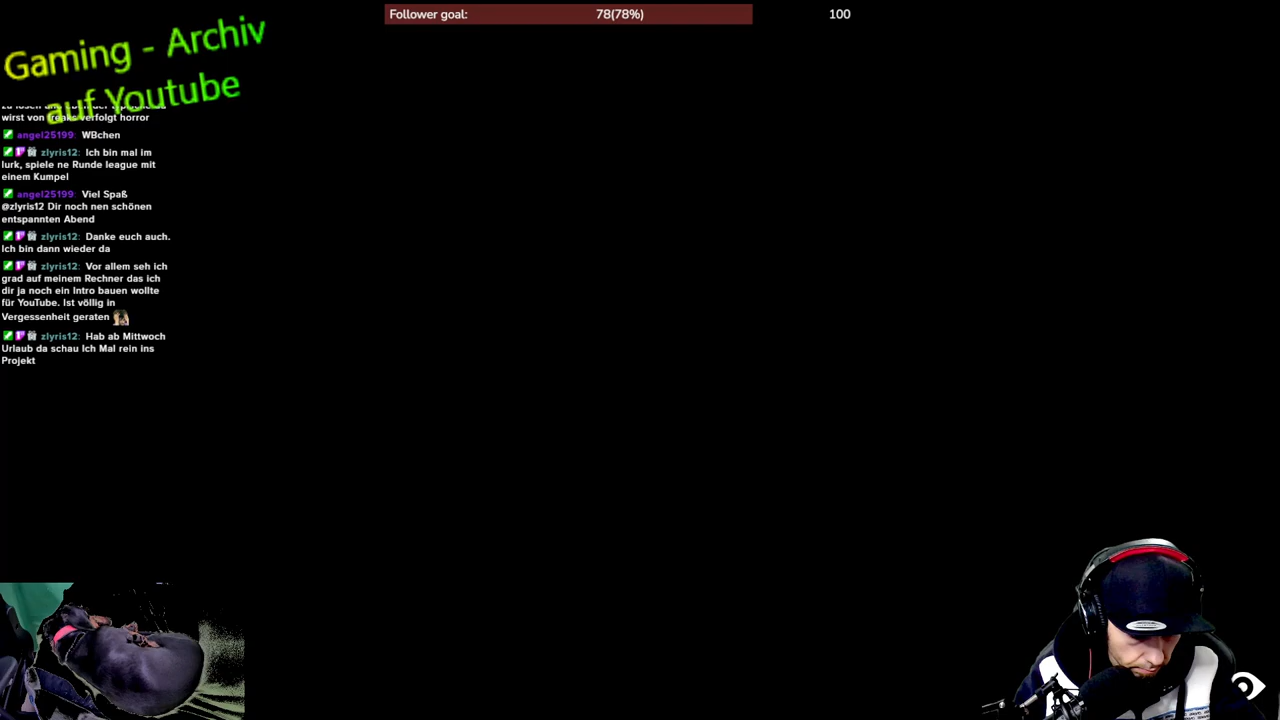 Follower goal: 78(78%) 100
Gaming - Archiv
auf Youtube
wirst von freaks verfolgt horror
angel25199: WBchen
zlyris12: Ich bin mal im
lurk, spiele ne Runde league mit
einem Kumpel
angel25199: Viel Spaß
@zlyris12 Dir noch nen schönen
entspannten Abend
zlyris12: Danke euch auch.
Ich bin dann wieder da
zlyris12: Vor allem seh ich
grad auf meinem Rechner das ich
dir ja noch ein Intro bauen wollte
für YouTube. Ist völlig in
Vergessenheit geraten
zlyris12: Hab ab Mittwoch
Urlaub da schau Ich Mal rein ins
Projekt